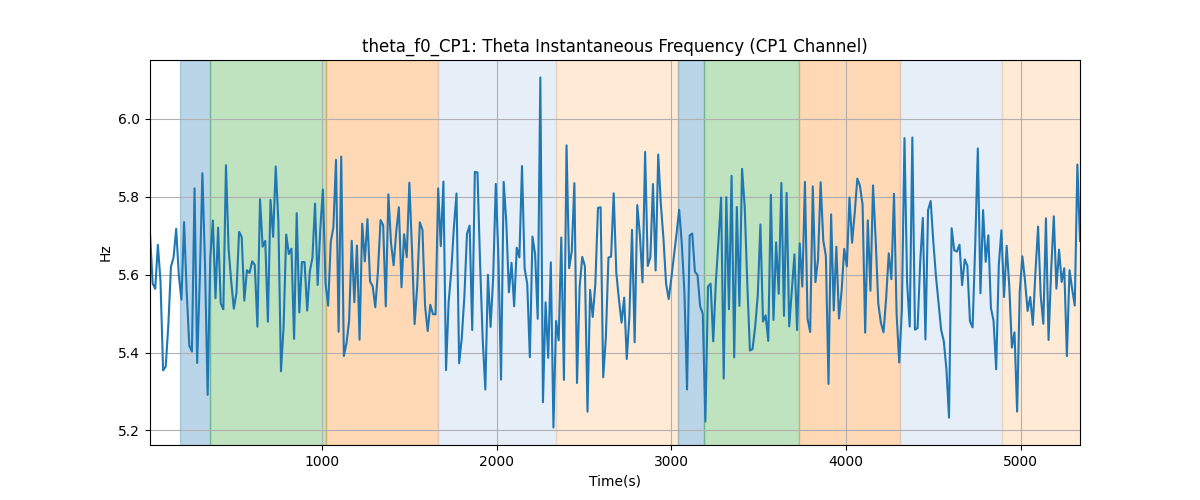 theta_f0_CP1: Theta Instantaneous Frequency (CP1 Channel)
6.0
5.8
5.6
5.4
5.2
Hz
1000 2000 3000 4000 5000
Time(s)